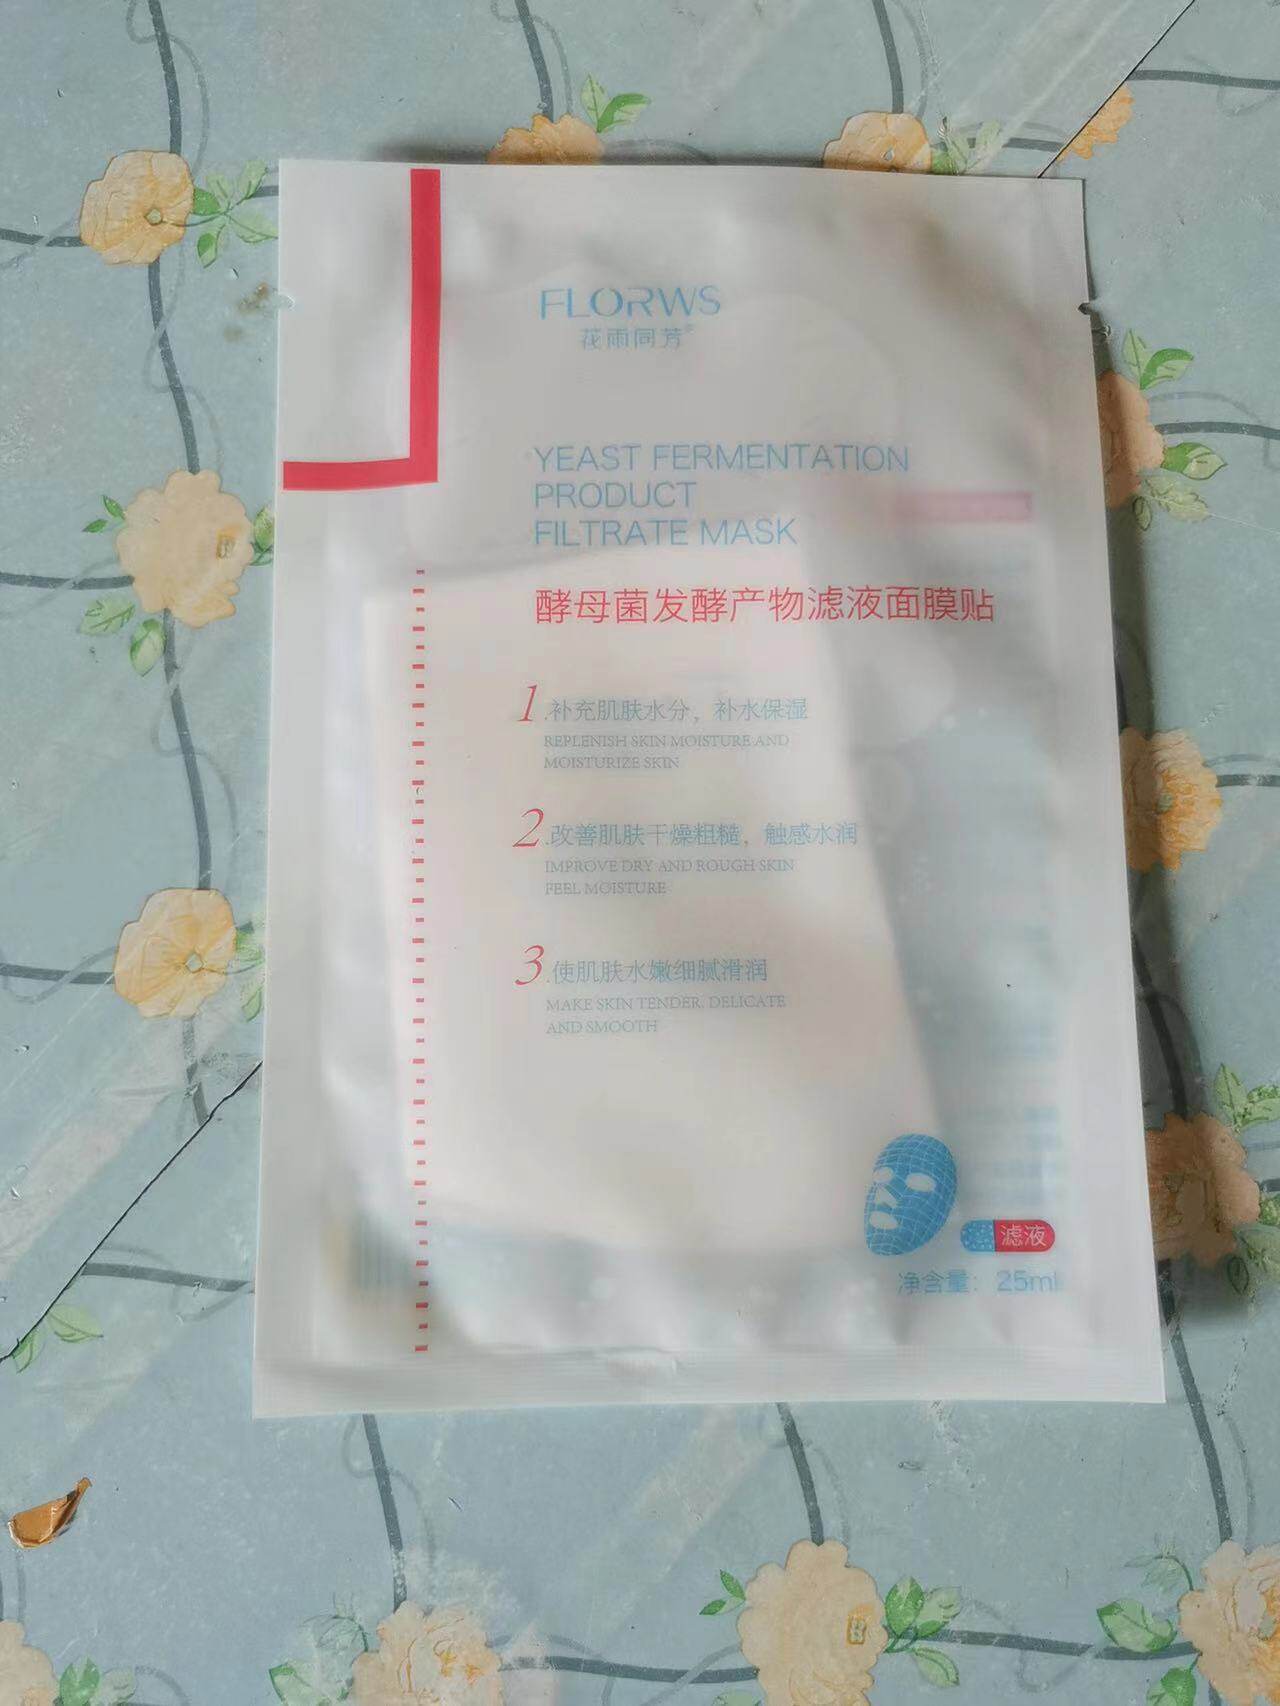 FLORWS
花雨同芳®
YEAST FERMENTATION
PRODUCT
FILTRATE MASK
酵母菌发酵产物滤液面膜贴
1.补充肌肤水分，补水保湿
REPLENISH SKIN MOISTURE AND
MOISTURIZE SKIN
2.改善肌肤干燥粗糙，触感水润
IMPROVE DRY AND ROUGH SKIN
FEEL MOISTURE
3.使肌肤水嫩细腻滑润
MAKE SKIN TENDER, DELICATE
AND SMOOTH
滤液
净含量：25ml